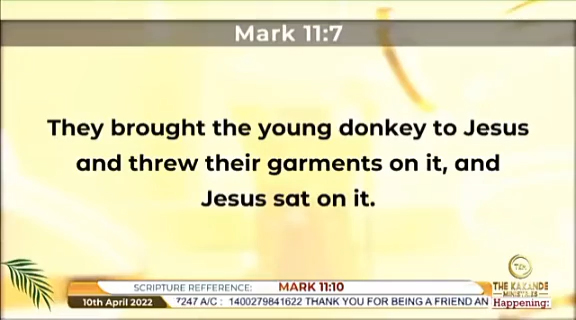 Mark 11:7
They brought the young donkey to Jesus
and threw their garments on it, and
Jesus sat on it.
SCRIPTURE REFFERENCE: MARK 11:10
THE KAKANDE
MINISTRIES
10th April 2022 7247 A/C : 1400279841622 THANK YOU FOR BEING A FRIEND AN Happening: